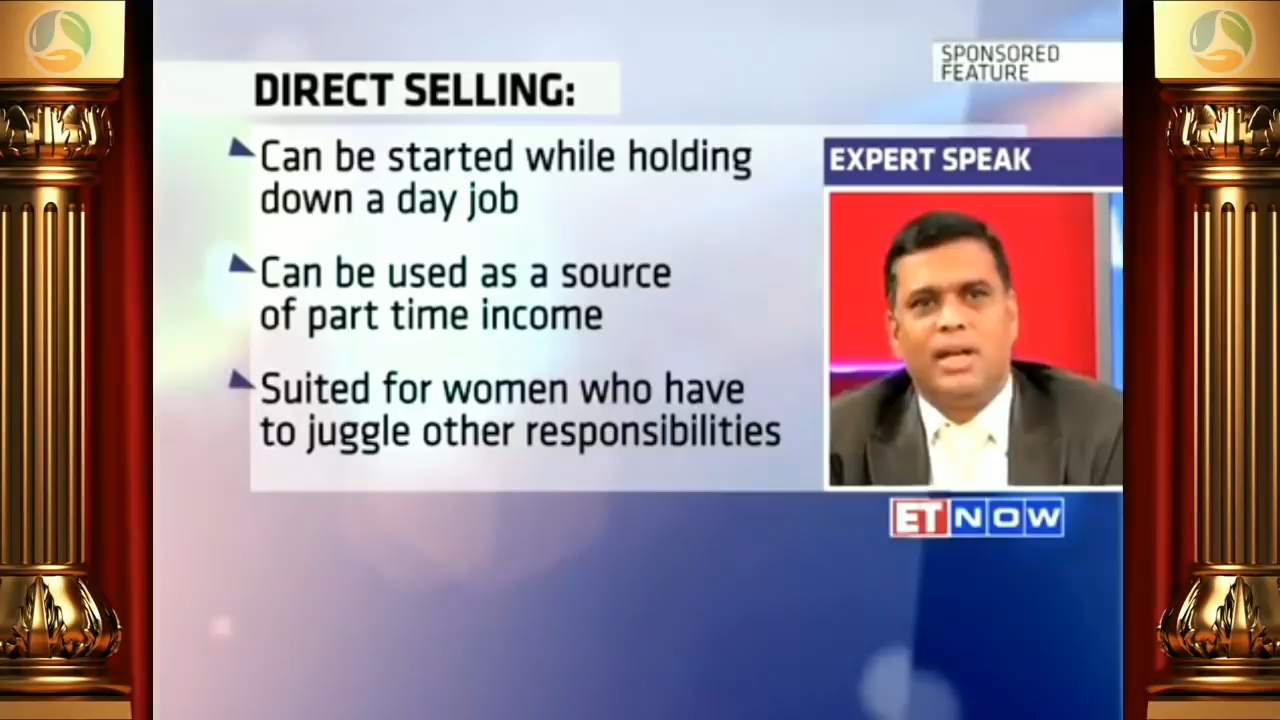 SPONSORED
FEATURE
DIRECT SELLING:
Can be started while holding
down a day job
Can be used as a source
of part time income
Suited for women who have
to juggle other responsibilities
EXPERT SPEAK
ET NOW